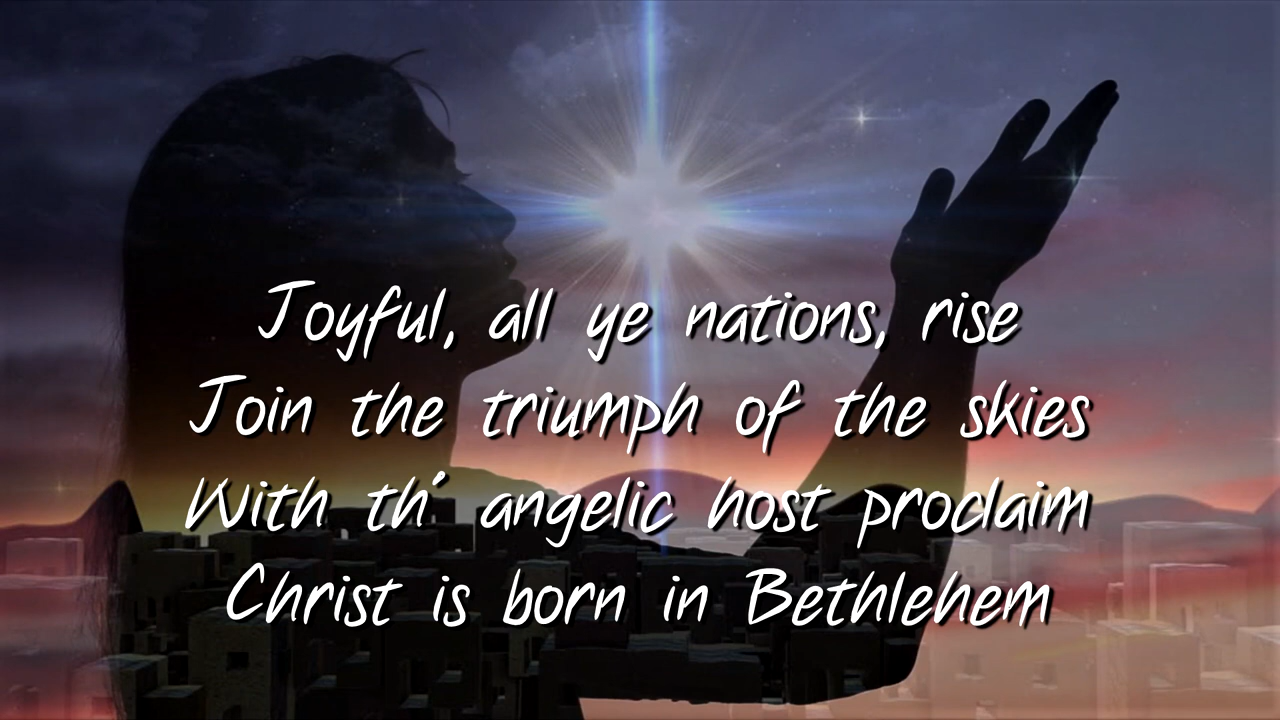 Joyful, all ye nations, rise
Join the triumph of the skies
With th' angelic host proclaim
Christ is born in Bethlehem